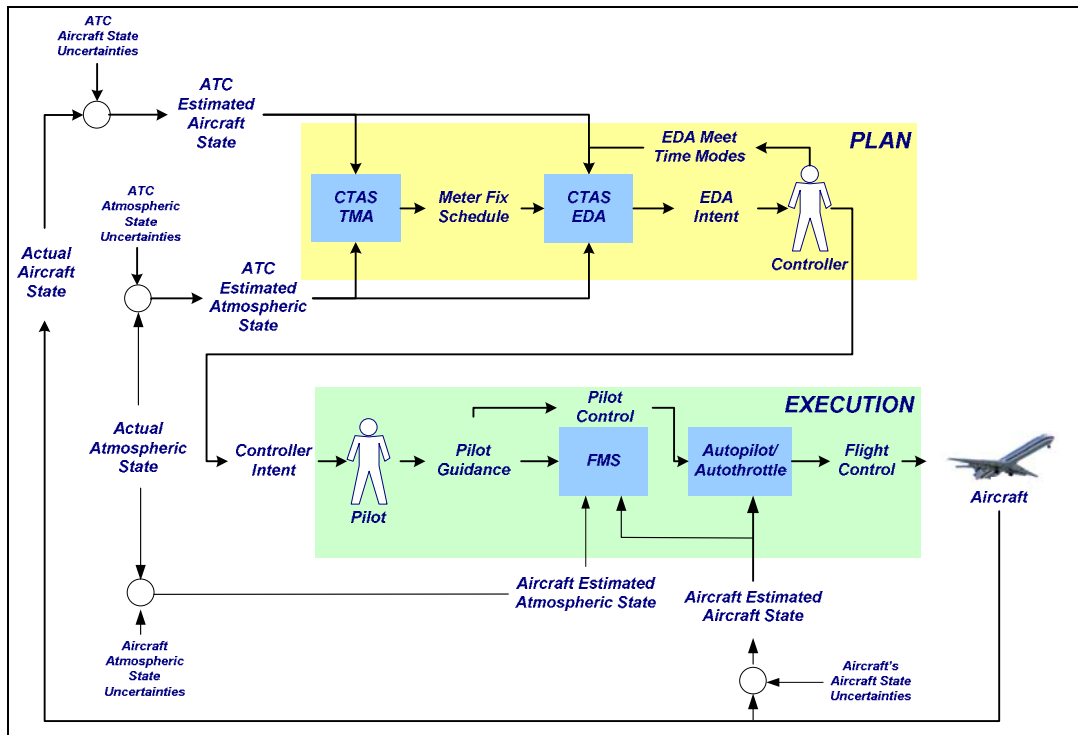 ATC
Aircraft State
Uncertainties
ATC
Estimated
Aircraft
State
PLAN
EDA Meet
Time Modes
CTAS
TMA
Meter Fix
Schedule
CTAS
EDA
EDA
Intent
Controller
ATC
Atmospheric
State
Uncertainties
Actual
Aircraft
State
ATC
Estimated
Atmospheric
State
EXECUTION
Pilot
Control
Actual
Atmospheric
State
Controller
Intent
Pilot
Pilot
Guidance
FMS
Autopilot/
Autothrottle
Flight
Control
Aircraft
Aircraft Estimated
Atmospheric State
Aircraft Estimated
Aircraft State
Aircraft
Atmospheric
State
Uncertainties
Aircraft's
Aircraft State
Uncertainties